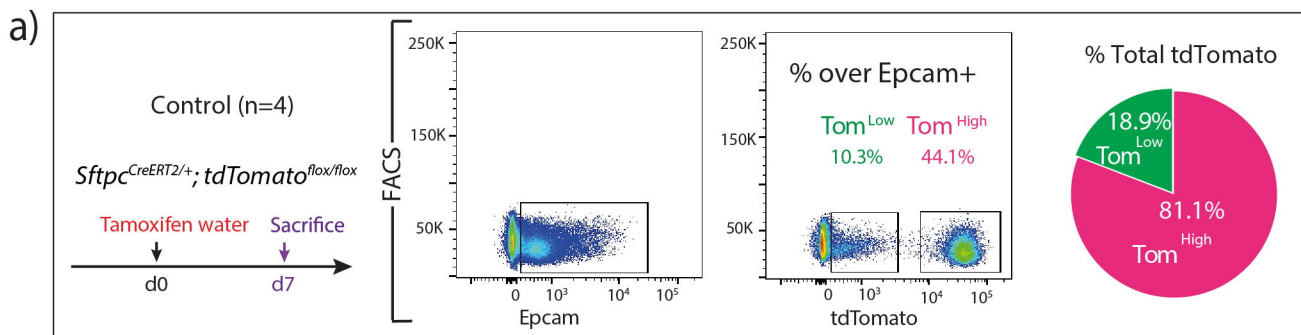 a)
Control (n=4)
Sftpc^CreERT2/+; tdTomato^flox/flox
Tamoxifen water Sacrifice
d0 d7
FACS
250K
150K
50K
0
0 10^3 10^4 10^5
Epcam
250K
150K
50K
0
% over Epcam+
Tom^Low Tom^High
10.3% 44.1%
0 10^3 10^4 10^5
tdTomato
% Total tdTomato
18.9%
Tom^Low
81.1%
Tom^High